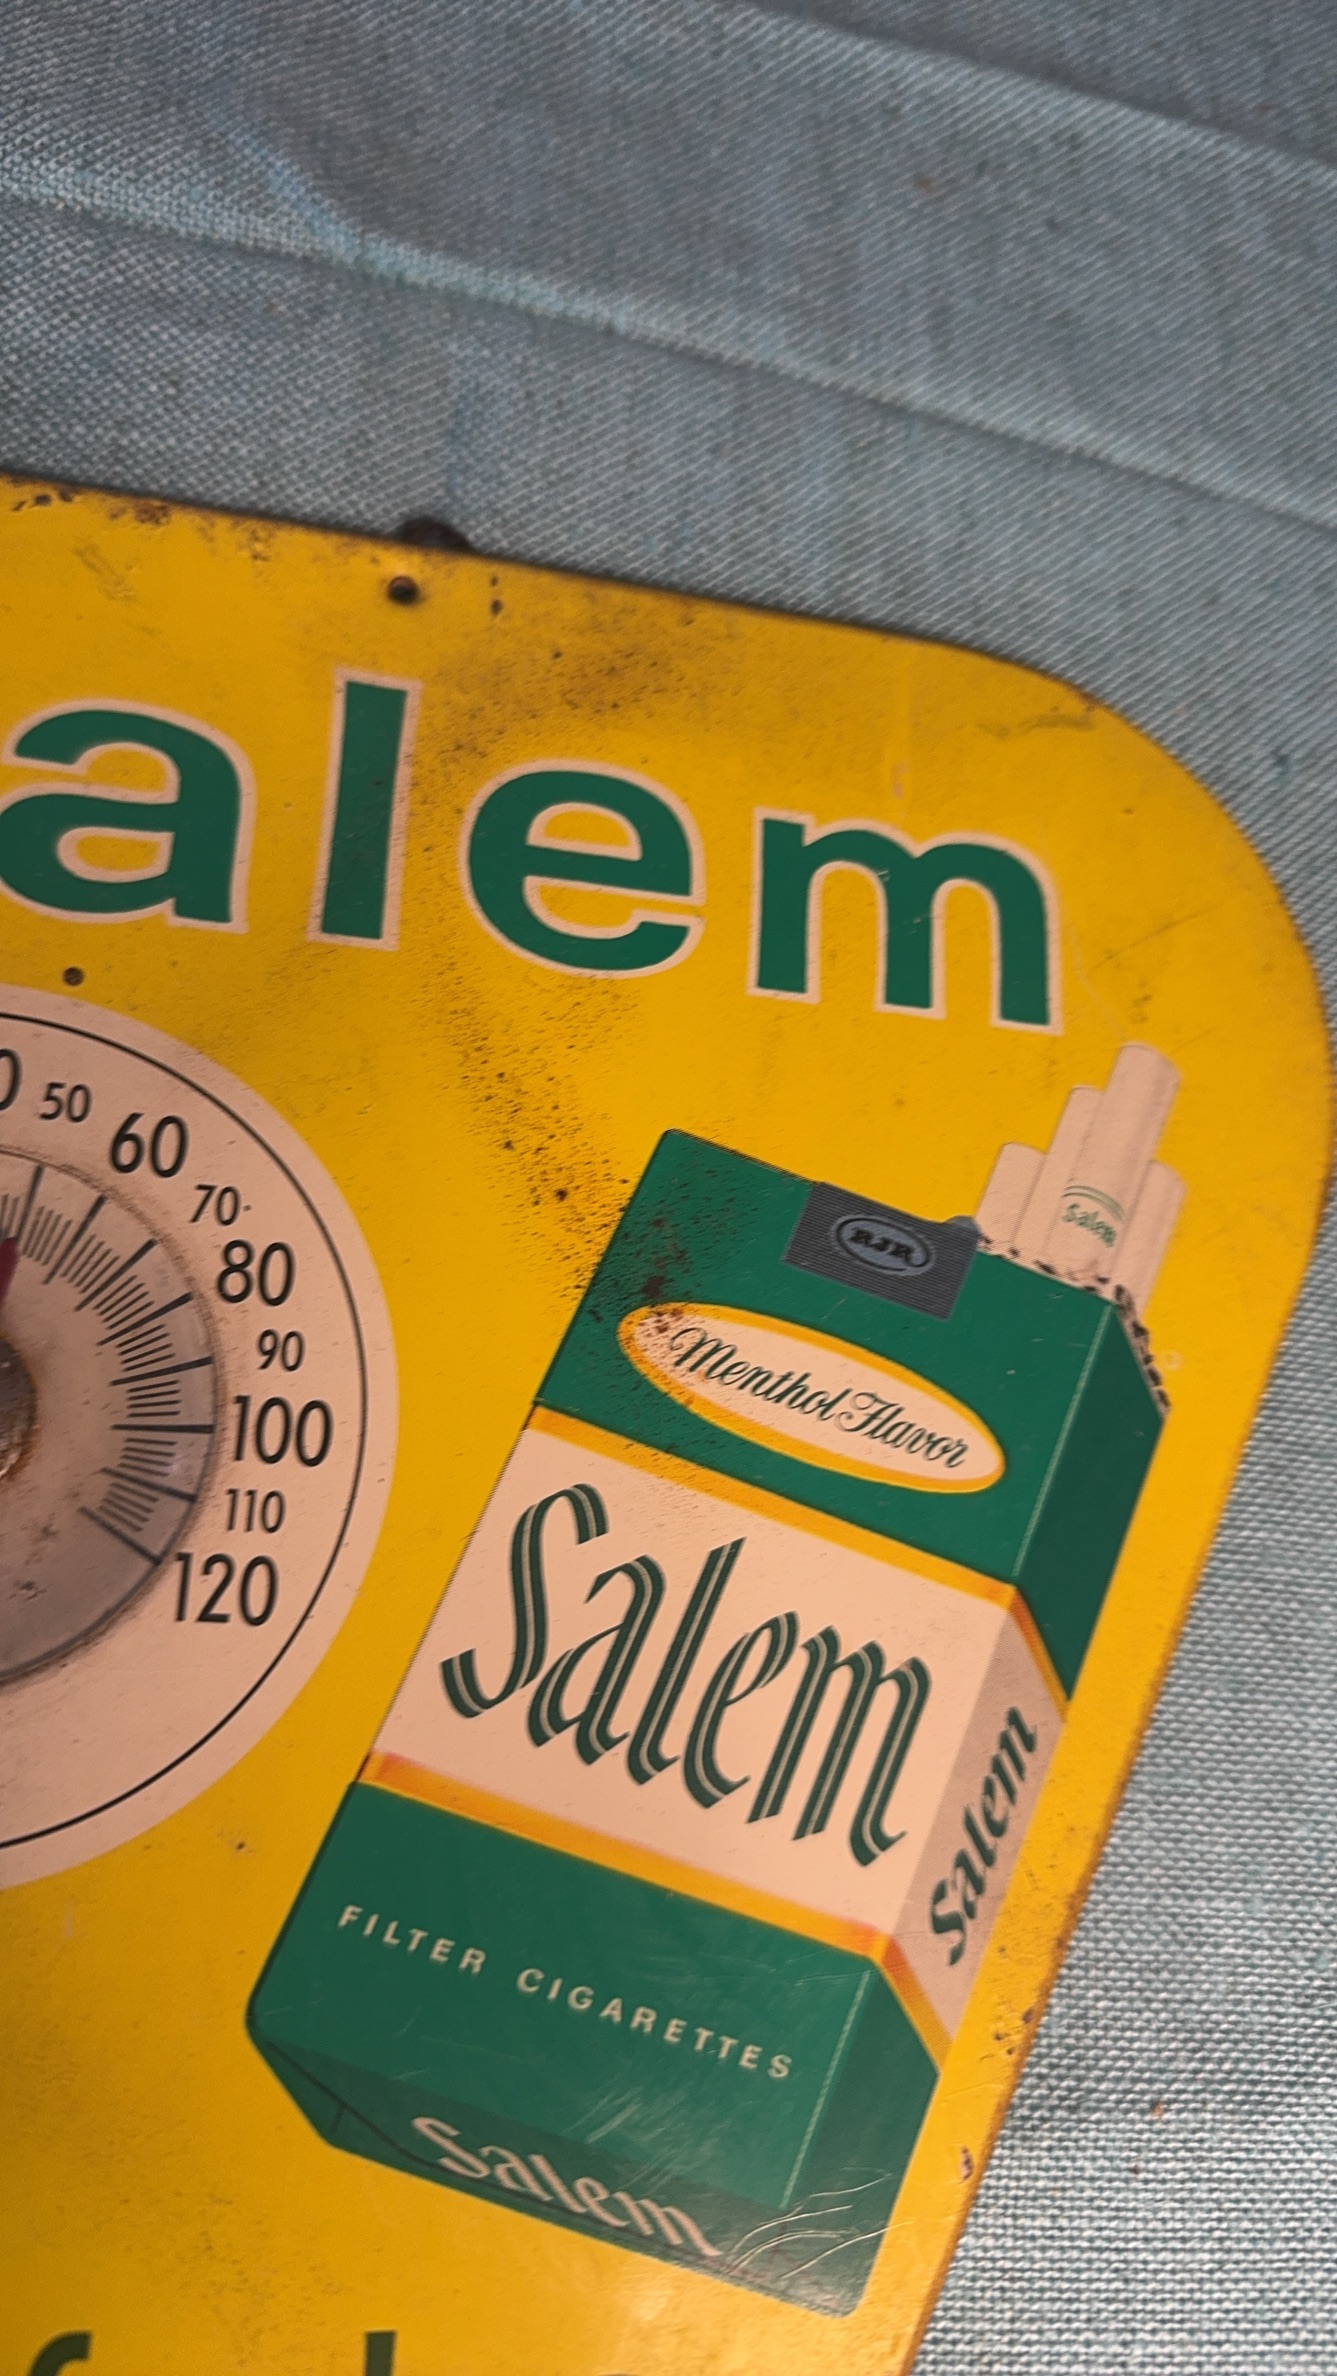 alem
50
60
70
80
90
100
110
120
Salem
RJR
Menthol Flavor
Salem
Salem
FILTER CIGARETTES
Salem